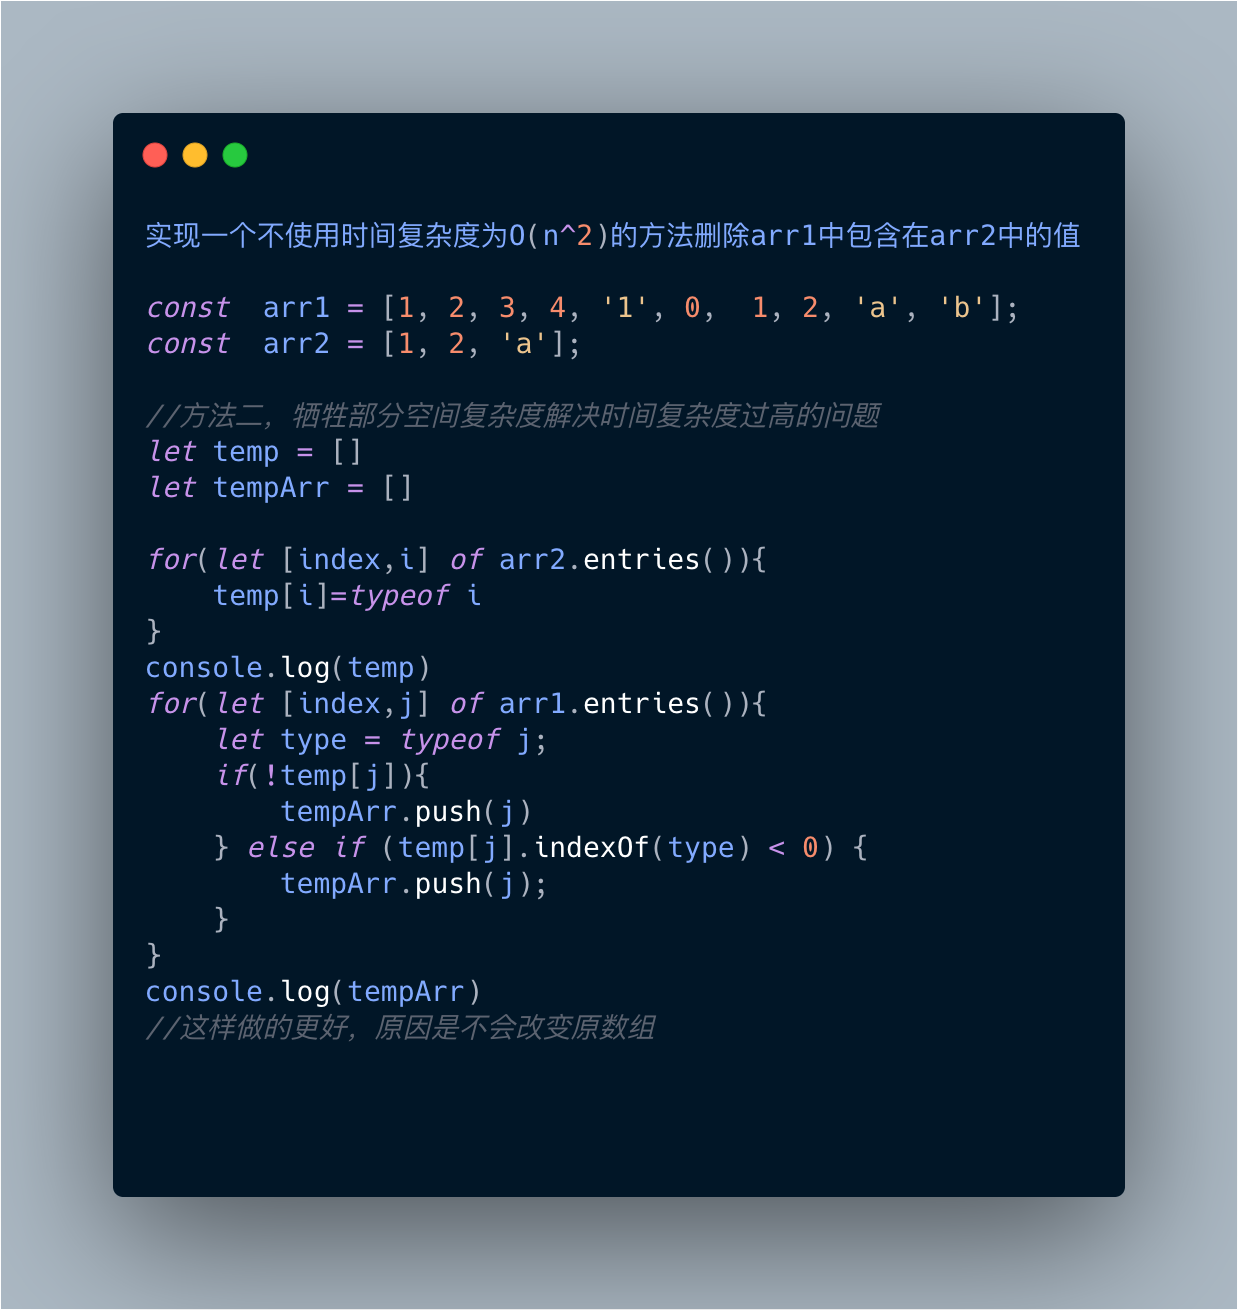 实现一个不使用时间复杂度为O(n^2)的方法删除arr1中包含在arr2中的值
const  arr1 = [1, 2, 3, 4, '1', 0,  1, 2, 'a', 'b'];
const  arr2 = [1, 2, 'a'];
//方法二，牺牲部分空间复杂度解决时间复杂度过高的问题
let temp = []
let tempArr = []
for(let [index,i] of arr2.entries()){
    temp[i]=typeof i
}
console.log(temp)
for(let [index,j] of arr1.entries()){
    let type = typeof j;
    if(!temp[j]){
        tempArr.push(j)
    } else if (temp[j].indexOf(type) < 0) {
        tempArr.push(j);
    }
}
console.log(tempArr)
//这样做的更好，原因是不会改变原数组